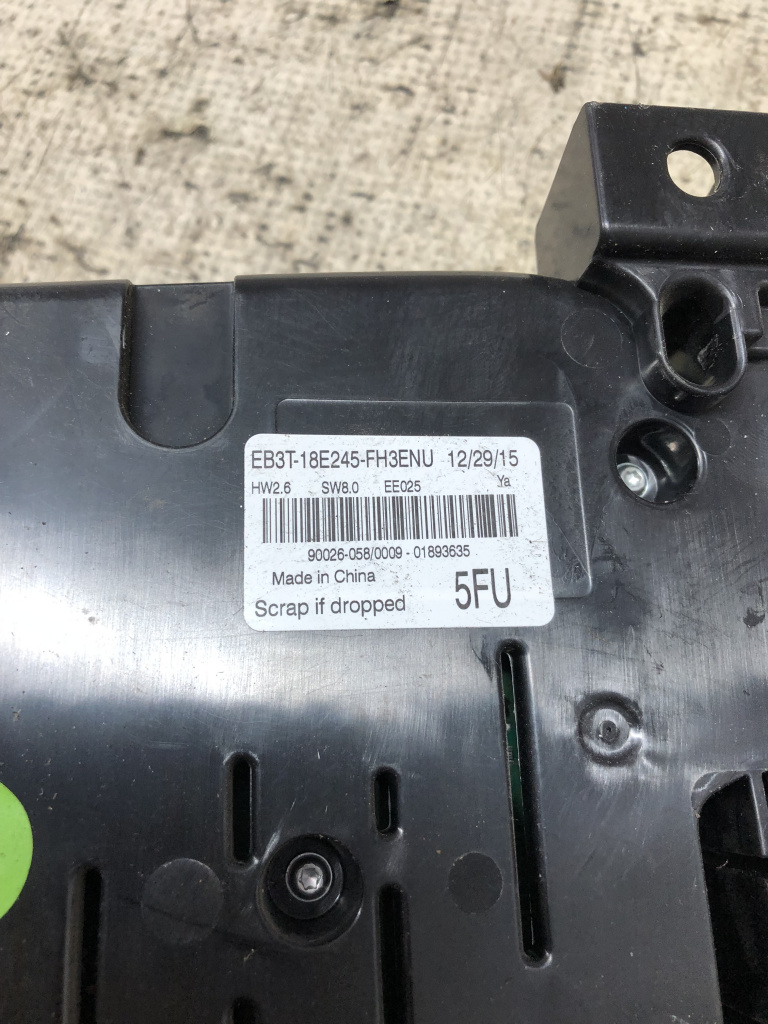 EB3T-18E245-FH3ENU 12/29/15
HW2.6 SW8.0 EE025 Ya
90026-058/0009 - 01893635
Made in China
Scrap if dropped 5FU